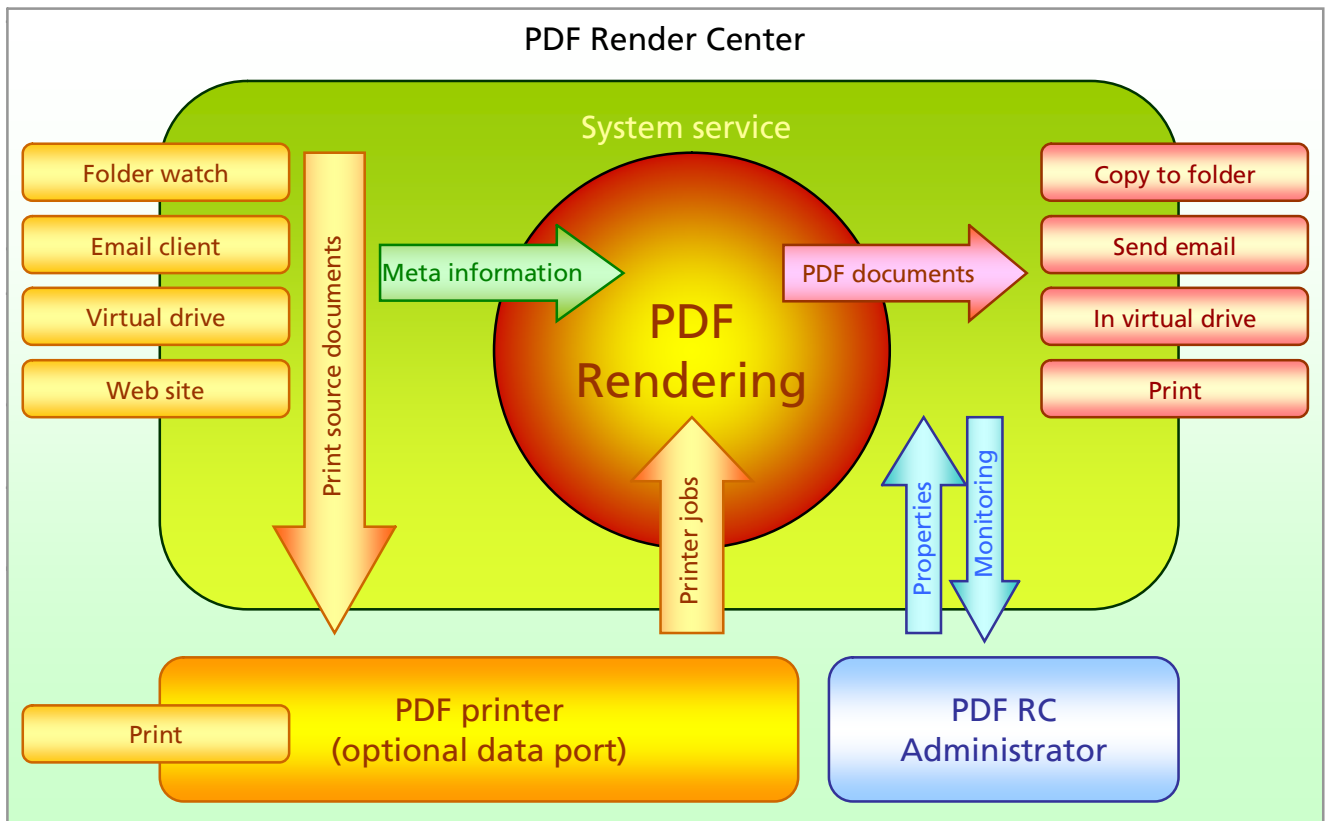 PDF Render Center
System service
Folder watch
Email client
Virtual drive
Web site
Print source documents
Meta information
PDF
Rendering
PDF documents
Copy to folder
Send email
In virtual drive
Print
Printer jobs
Properties
Monitoring
Print
PDF printer
(optional data port)
PDF RC
Administrator